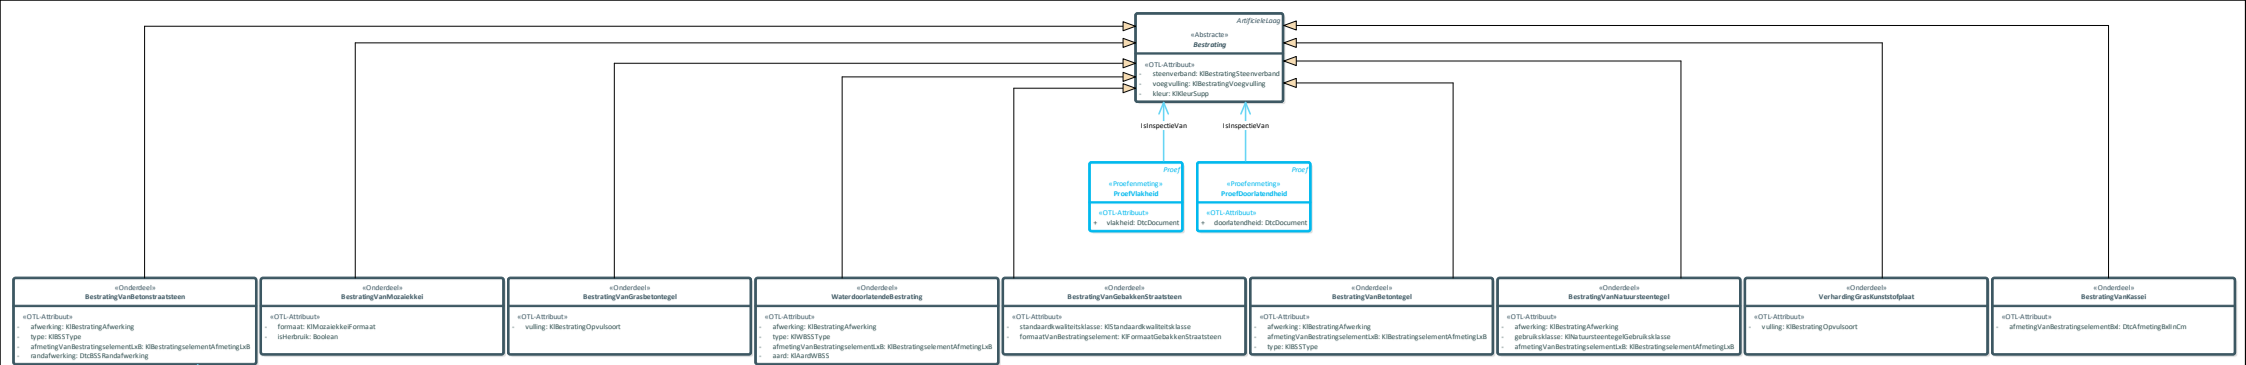 ArtificieleLaag
«Abstracte»
Bestrating
«OTL-Attribuut»
- steenverband: KlBestratingSteenverband
- voegvulling: KlBestratingVoegvulling
- kleur: KlKleurSupp
IsInspectieVan
IsInspectieVan
Proef
«Proefenmeting»
ProefVlakheid
«OTL-Attribuut»
+ vlakheid: DtcDocument
Proef
«Proefenmeting»
ProefDoorlatendheid
«OTL-Attribuut»
+ doorlatendheid: DtcDocument
«Onderdeel»
BestratingVanBetonstraatsteen
«OTL-Attribuut»
- afwerking: KlBestratingAfwerking
- type: KlBSSType
- afmetingVanBestratingselementLxB: KlBestratingselementAfmetingLxB
- randafwerking: DtcBSSRandafwerking
«Onderdeel»
BestratingVanMozaiekkei
«OTL-Attribuut»
- formaat: KlMozaiekkeiFormaat
- isHerbruik: Boolean
«Onderdeel»
BestratingVanGrasbetontegel
«OTL-Attribuut»
- vulling: KlBestratingOpvulsoort
«Onderdeel»
WaterdoorlatendeBestrating
«OTL-Attribuut»
- afwerking: KlBestratingAfwerking
- type: KlWBSSType
- afmetingVanBestratingselementLxB: KlBestratingselementAfmetingLxB
- aard: KlAardWBSS
«Onderdeel»
BestratingVanGebakkenStraatsteen
«OTL-Attribuut»
- standaardkwaliteitsklasse: KlStandaardkwaliteitsklasse
- formaatVanBestratingselement: KlFormaatGebakkenStraatsteen
«Onderdeel»
BestratingVanBetontegel
«OTL-Attribuut»
- afwerking: KlBestratingAfwerking
- afmetingVanBestratingselementLxB: KlBestratingselementAfmetingLxB
- type: KlBSSType
«Onderdeel»
BestratingVanNatuursteentegel
«OTL-Attribuut»
- afwerking: KlBestratingAfwerking
- gebruiksklasse: KlNatuursteentegelGebruiksklasse
- afmetingVanBestratingselementLxB: KlBestratingselementAfmetingLxB
«Onderdeel»
VerhardingGrasKunststofplaat
«OTL-Attribuut»
- vulling: KlBestratingOpvulsoort
«Onderdeel»
BestratingVanKassei
«OTL-Attribuut»
- afmetingVanBestratingselementBxl: DtcAfmetingBxlInCm